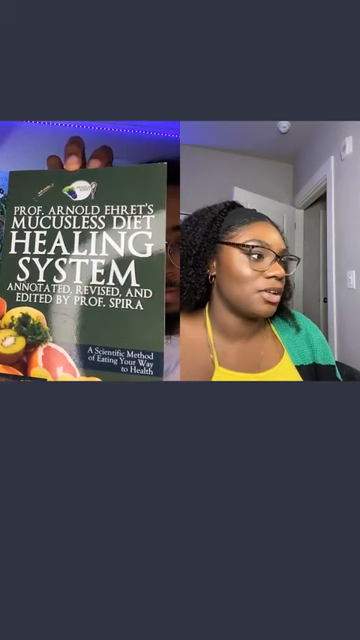 PROF. ARNOLD EHRET'S
MUCUSLESS DIET
HEALING
SYSTEM
ANNOTATED, REVISED, AND
EDITED BY PROF. SPIRA
A Scientific Method
of Eating Your Way
to Health